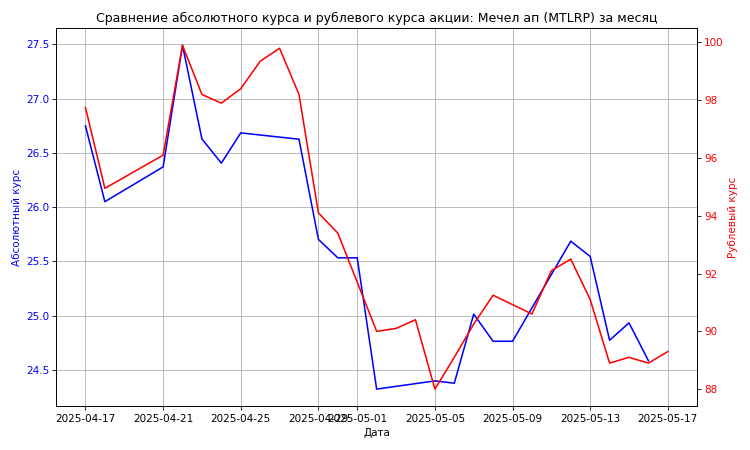 Сравнение абсолютного курса и рублевого курса акции: Мечел ап (MTLRP) за месяц
27.5
27.0
26.5
26.0
25.5
25.0
24.5
Абсолютный курс
100
98
96
94
92
90
88
Рублевый курс
2025-04-17 2025-04-21 2025-04-25 2025-04-29 2025-05-01 2025-05-05 2025-05-09 2025-05-13 2025-05-17
Дата